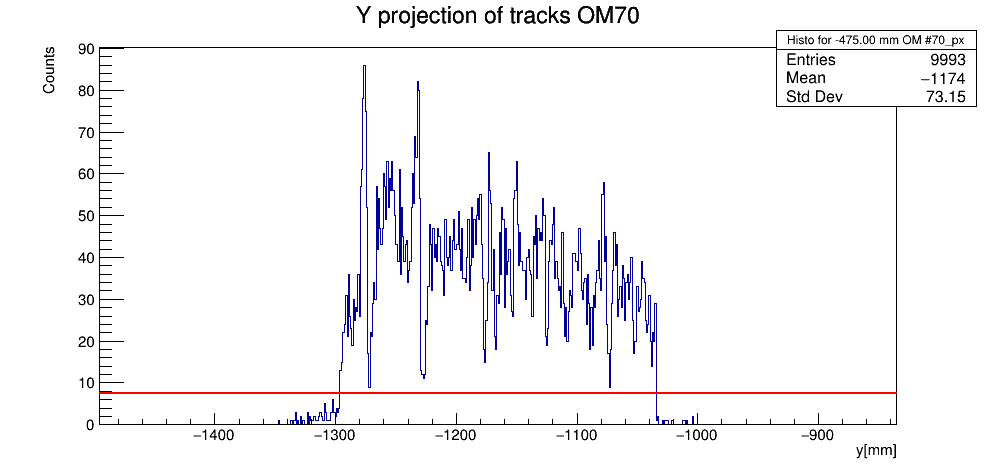 Y projection of tracks OM70
Histo for -475.00 mm OM #70_px
Entries 9993
Mean −1174
Std Dev 73.15
Counts
90
80
70
60
50
40
30
20
10
0
−1400 −1300 −1200 −1100 −1000 −900
y[mm]